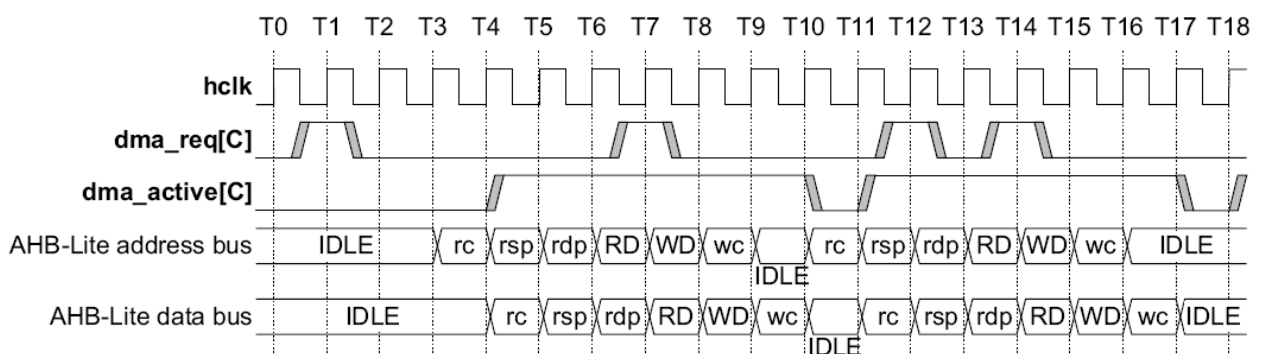 T0 T1 T2 T3 T4 T5 T6 T7 T8 T9 T10 T11 T12 T13 T14 T15 T16 T17 T18
hclk
dma_req[C]
dma_active[C]
AHB-Lite address bus IDLE rc rsp rdp RD WD wc rc rsp rdp RD WD wc IDLE
IDLE
AHB-Lite data bus IDLE rc rsp rdp RD WD wc rc rsp rdp RD WD wc IDLE
IDLE